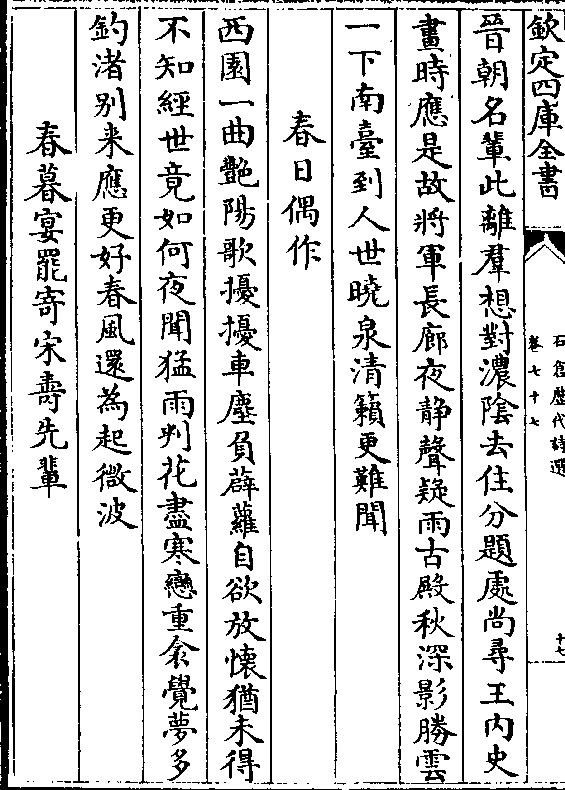 欽定四庫全書
石倉歷代詩選
卷七十七
十七
晉朝名輩此離羣想對濃陰去住分題處尚尋王内史
畫時應是故將軍長廊夜静聲疑雨古殿秋深影勝雲
一下南臺到人世曉泉清籟更難聞
春日偶作
西園一曲艶陽歌擾擾車塵負薜蘿自欲放懷猶未得
不知經世竟如何夜聞猛雨判花盡寒戀重衾覺夢多
釣渚别来應更好春風還為起微波
春暮宴罷寄宋壽先輩